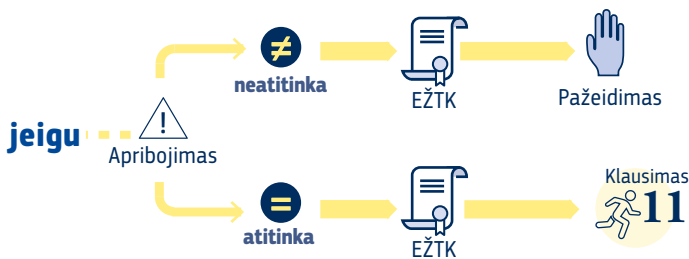 jeigu
Apribojimas
neatitinka
EŽTK
Pažeidimas
atitinka
EŽTK
Klausimas
11